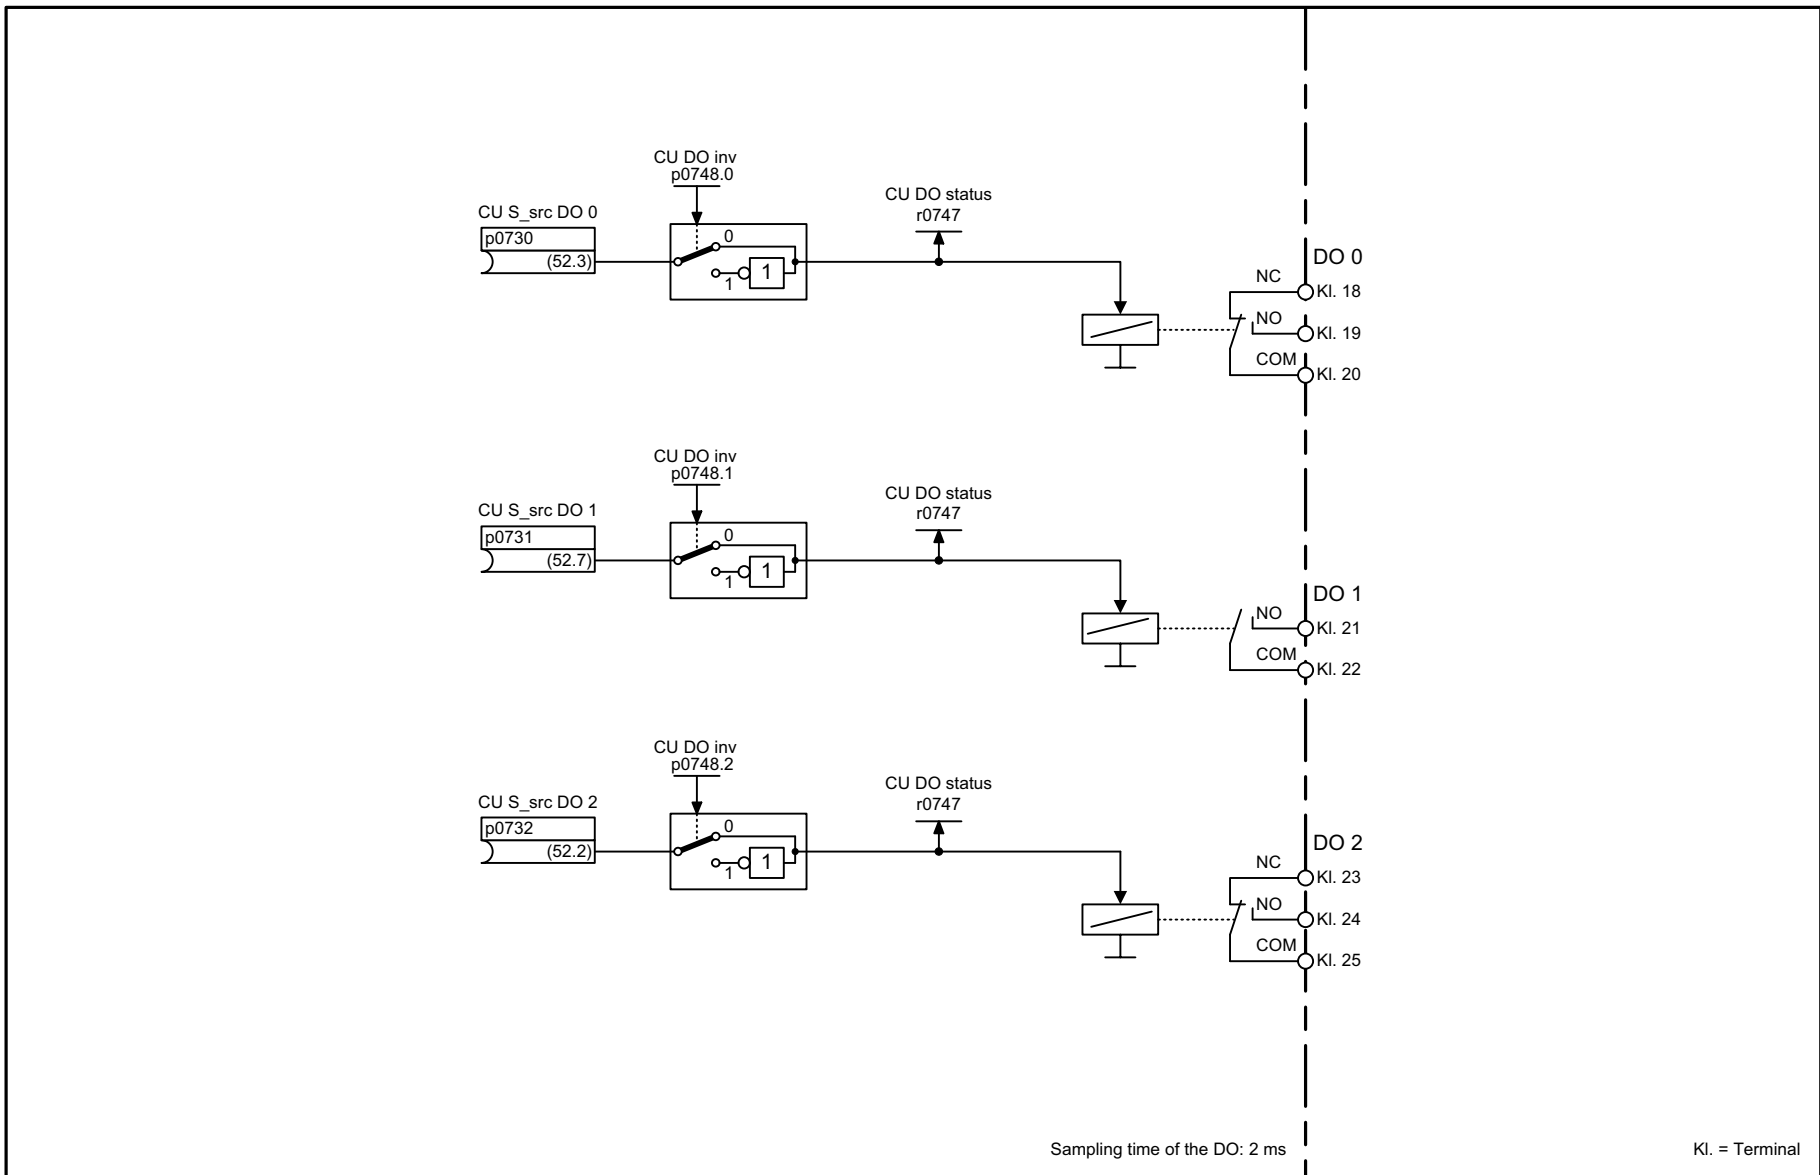 CU DO inv
p0748.0
CU DO status
r0747
CU S_src DO 0
p0730
(52.3)
0
1
1
DO 0
NC
Kl. 18
NO
Kl. 19
COM
Kl. 20
CU DO inv
p0748.1
CU DO status
r0747
CU S_src DO 1
p0731
(52.7)
0
1
1
DO 1
NO
Kl. 21
COM
Kl. 22
CU DO inv
p0748.2
CU DO status
r0747
CU S_src DO 2
p0732
(52.2)
0
1
1
DO 2
NC
Kl. 23
NO
Kl. 24
COM
Kl. 25
Sampling time of the DO: 2 ms
Kl. = Terminal